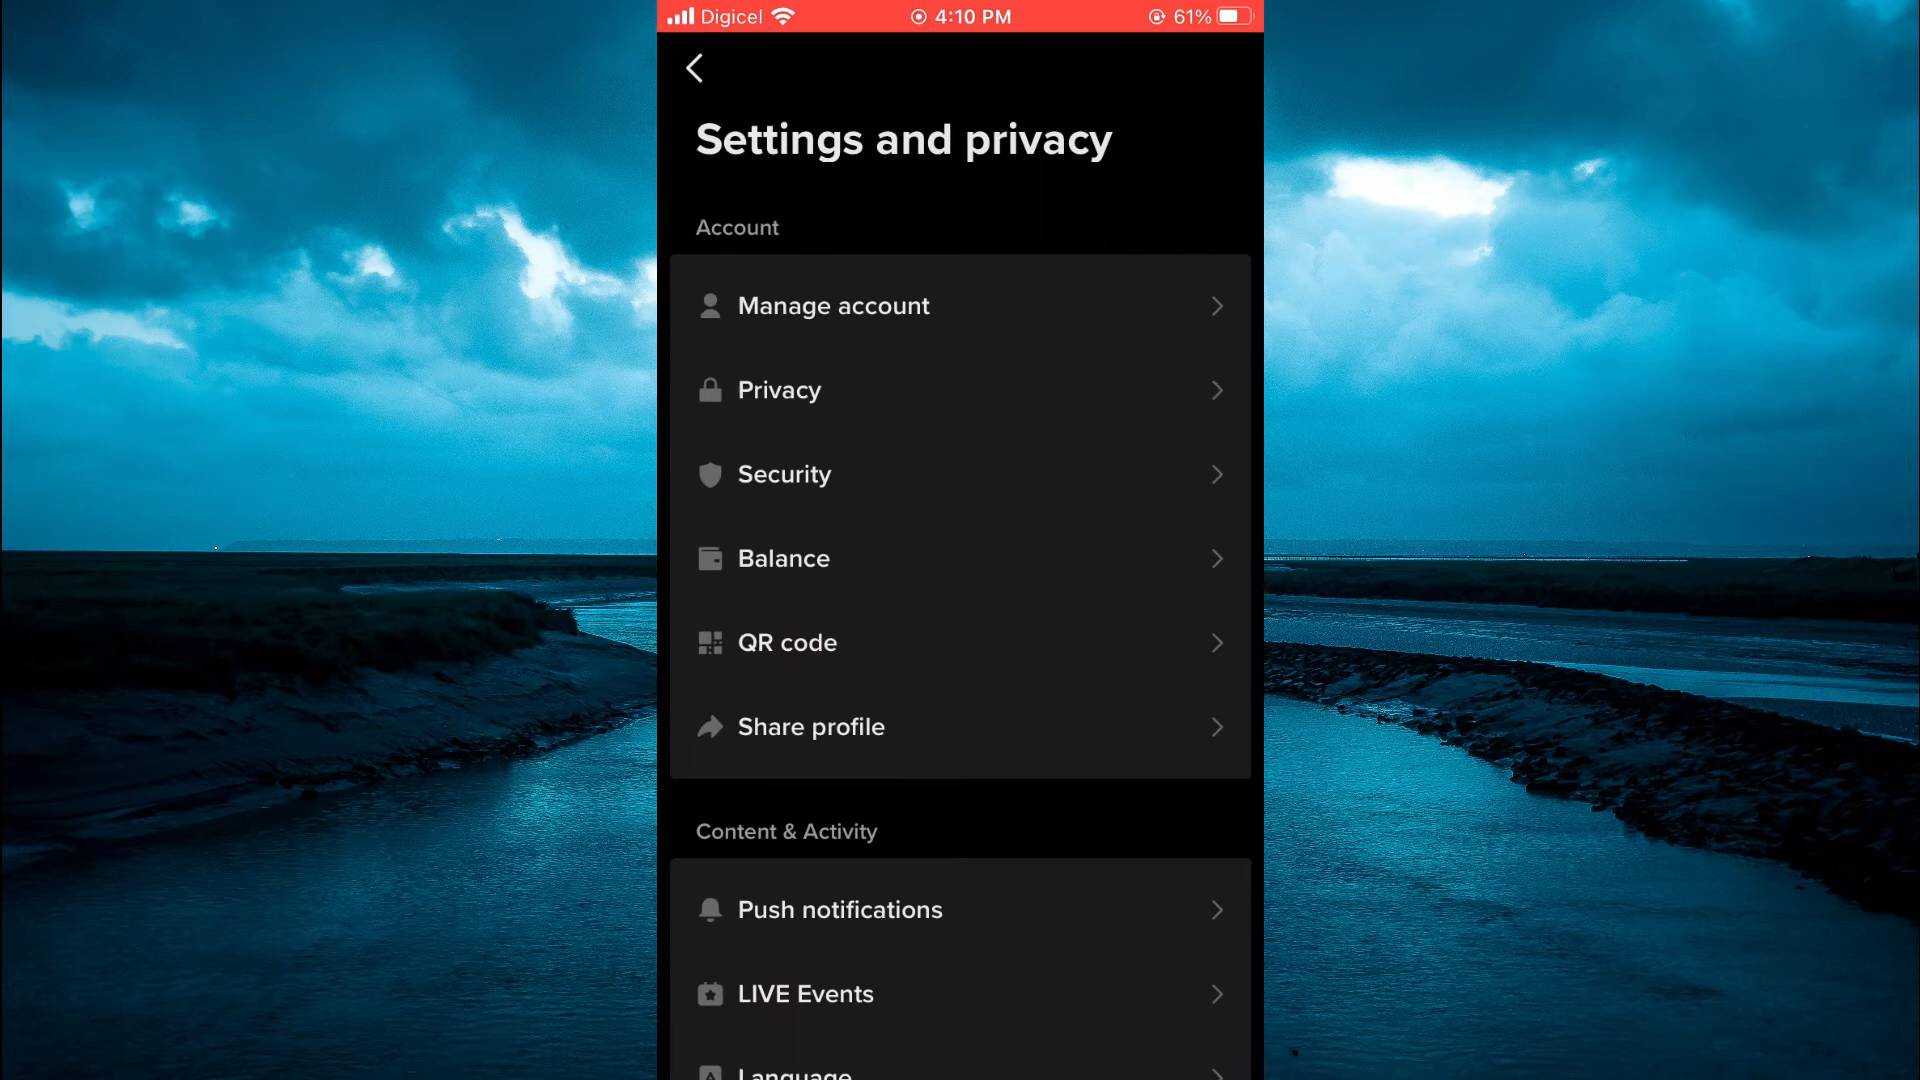 Digicel 4:10 PM 61%
Settings and privacy
Account
Manage account
Privacy
Security
Balance
QR code
Share profile
Content & Activity
Push notifications
LIVE Events
Language